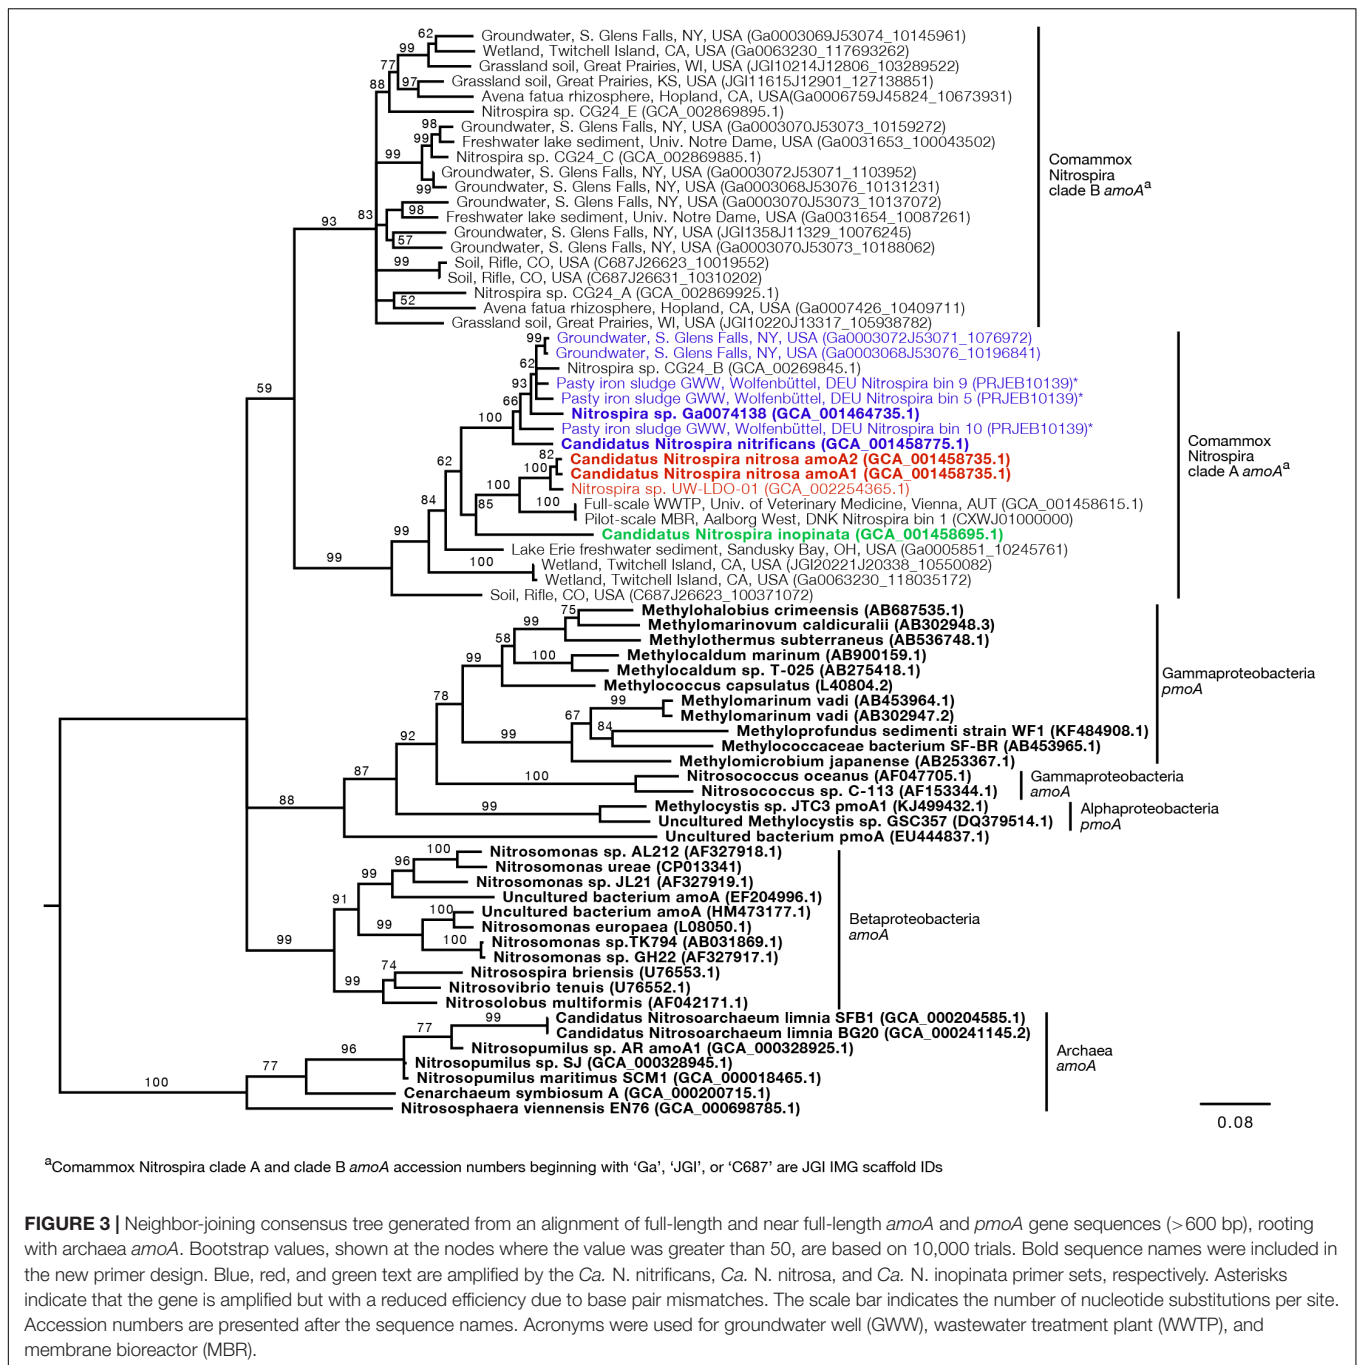 62
Groundwater, S. Glens Falls, NY, USA (Ga0003069J53074_10145961)
99
Wetland, Twitchell Island, CA, USA (Ga0063230_117693262)
77
Grassland soil, Great Prairies, WI, USA (JGI10214J12806_103289522)
88
97
Grassland soil, Great Prairies, KS, USA (JGI11615J12901_127138851)
Avena fatua rhizosphere, Hopland, CA, USA(Ga0006759J45824_10673931)
Nitrospira sp. CG24_E (GCA_002869895.1)
98
Groundwater, S. Glens Falls, NY, USA (Ga0003070J53073_10159272)
99
Freshwater lake sediment, Univ. Notre Dame, USA (Ga0031653_100043502)
99
Nitrospira sp. CG24_C (GCA_002869885.1)
Groundwater, S. Glens Falls, NY, USA (Ga0003072J53071_1103952)
99
Groundwater, S. Glens Falls, NY, USA (Ga0003068J53076_10131231)
Groundwater, S. Glens Falls, NY, USA (Ga0003070J53073_10137072)
93
83
98
Freshwater lake sediment, Univ. Notre Dame, USA (Ga0031654_10087261)
Groundwater, S. Glens Falls, NY, USA (JGI1358J11329_10076245)
57
Groundwater, S. Glens Falls, NY, USA (Ga0003070J53073_10188062)
99
Soil, Rifle, CO, USA (C687J26623_10019552)
Soil, Rifle, CO, USA (C687J26631_10310202)
Nitrospira sp. CG24_A (GCA_002869925.1)
52
Avena fatua rhizosphere, Hopland, CA, USA (Ga0007426_10409711)
Grassland soil, Great Prairies, WI, USA (JGI10220J13317_105938782)
Comammox
Nitrospira
clade B amoAa
99
Groundwater, S. Glens Falls, NY, USA (Ga0003072J53071_1076972)
Groundwater, S. Glens Falls, NY, USA (Ga0003068J53076_10196841)
62
Nitrospira sp. CG24_B (GCA_00269845.1)
93
Pasty iron sludge GWW, Wolfenbüttel, DEU Nitrospira bin 9 (PRJEB10139)*
59
66
Pasty iron sludge GWW, Wolfenbüttel, DEU Nitrospira bin 5 (PRJEB10139)*
100
Nitrospira sp. Ga0074138 (GCA_001464735.1)
Pasty iron sludge GWW, Wolfenbüttel, DEU Nitrospira bin 10 (PRJEB10139)*
Candidatus Nitrospira nitrificans (GCA_001458775.1)
82
Candidatus Nitrospira nitrosa amoA2 (GCA_001458735.1)
62
100
Candidatus Nitrospira nitrosa amoA1 (GCA_001458735.1)
100
Nitrospira sp. UW-LDO-01 (GCA_002254365.1)
84
85
100
Full-scale WWTP, Univ. of Veterinary Medicine, Vienna, AUT (GCA_001458615.1)
Pilot-scale MBR, Aalborg West, DNK Nitrospira bin 1 (CXWJ01000000)
99
Candidatus Nitrospira inopinata (GCA_001458695.1)
Lake Erie freshwater sediment, Sandusky Bay, OH, USA (Ga0005851_10245761)
99
100
Wetland, Twitchell Island, CA, USA (JGI20221J20338_10550082)
Wetland, Twitchell Island, CA, USA (Ga0063230_118035172)
Soil, Rifle, CO, USA (C687J26623_100371072)
Comammox
Nitrospira
clade A amoAa
75
Methylohalobius crimeensis (AB687535.1)
99
Methylomarinovum caldicuralii (AB302948.3)
58
Methylothermus subterraneus (AB536748.1)
99
100
Methylocaldum marinum (AB900159.1)
Methylocaldum sp. T-025 (AB275418.1)
Methylococcus capsulatus (L40804.2)
78
99
Methylomarinum vadi (AB453964.1)
67
Methylomarinum vadi (AB302947.2)
84
Methyloprofundus sedimenti strain WF1 (KF484908.1)
92
99
Methylococcaceae bacterium SF-BR (AB453965.1)
Methylomicrobium japanense (AB253367.1)
Gammaproteobacteria
pmoA
87
100
Nitrosococcus oceanus (AF047705.1)
Nitrosococcus sp. C-113 (AF153344.1)
Gammaproteobacteria
amoA
88
99
Methylocystis sp. JTC3 pmoA1 (KJ499432.1)
Uncultured Methylocystis sp. GSC357 (DQ379514.1)
Alphaproteobacteria
pmoA
Uncultured bacterium pmoA (EU444837.1)
100
Nitrosomonas sp. AL212 (AF327918.1)
96
Nitrosomonas ureae (CP013341)
99
Nitrosomonas sp. JL21 (AF327919.1)
Uncultured bacterium amoA (EF204996.1)
91
100
Uncultured bacterium amoA (HM473177.1)
99
Nitrosomonas europaea (L08050.1)
99
100
Nitrosomonas sp.TK794 (AB031869.1)
Nitrosomonas sp. GH22 (AF327917.1)
74
Nitrosospira briensis (U76553.1)
99
Nitrosovibrio tenuis (U76552.1)
Nitrosolobus multiformis (AF042171.1)
Betaproteobacteria
amoA
99
Candidatus Nitrosoarchaeum limnia SFB1 (GCA_000204585.1)
77
Candidatus Nitrosoarchaeum limnia BG20 (GCA_000241145.2)
96
Nitrosopumilus sp. AR amoA1 (GCA_000328925.1)
77
Nitrosopumilus sp. SJ (GCA_000328945.1)
100
Nitrosopumilus maritimus SCM1 (GCA_000018465.1)
Cenarchaeum symbiosum A (GCA_000200715.1)
Nitrososphaera viennensis EN76 (GCA_000698785.1)
Archaea
amoA
0.08
aComammox Nitrospira clade A and clade B amoA accession numbers beginning with ‘Ga’, ‘JGI’, or ‘C687’ are JGI IMG scaffold IDs
FIGURE 3 | Neighbor-joining consensus tree generated from an alignment of full-length and near full-length amoA and pmoA gene sequences (>600 bp), rooting
with archaea amoA. Bootstrap values, shown at the nodes where the value was greater than 50, are based on 10,000 trials. Bold sequence names were included in
the new primer design. Blue, red, and green text are amplified by the Ca. N. nitrificans, Ca. N. nitrosa, and Ca. N. inopinata primer sets, respectively. Asterisks
indicate that the gene is amplified but with a reduced efficiency due to base pair mismatches. The scale bar indicates the number of nucleotide substitutions per site.
Accession numbers are presented after the sequence names. Acronyms were used for groundwater well (GWW), wastewater treatment plant (WWTP), and
membrane bioreactor (MBR).